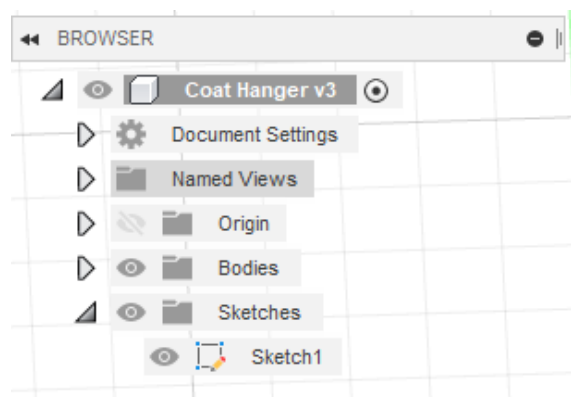 BROWSER
Coat Hanger v3
Document Settings
Named Views
Origin
Bodies
Sketches
Sketch1